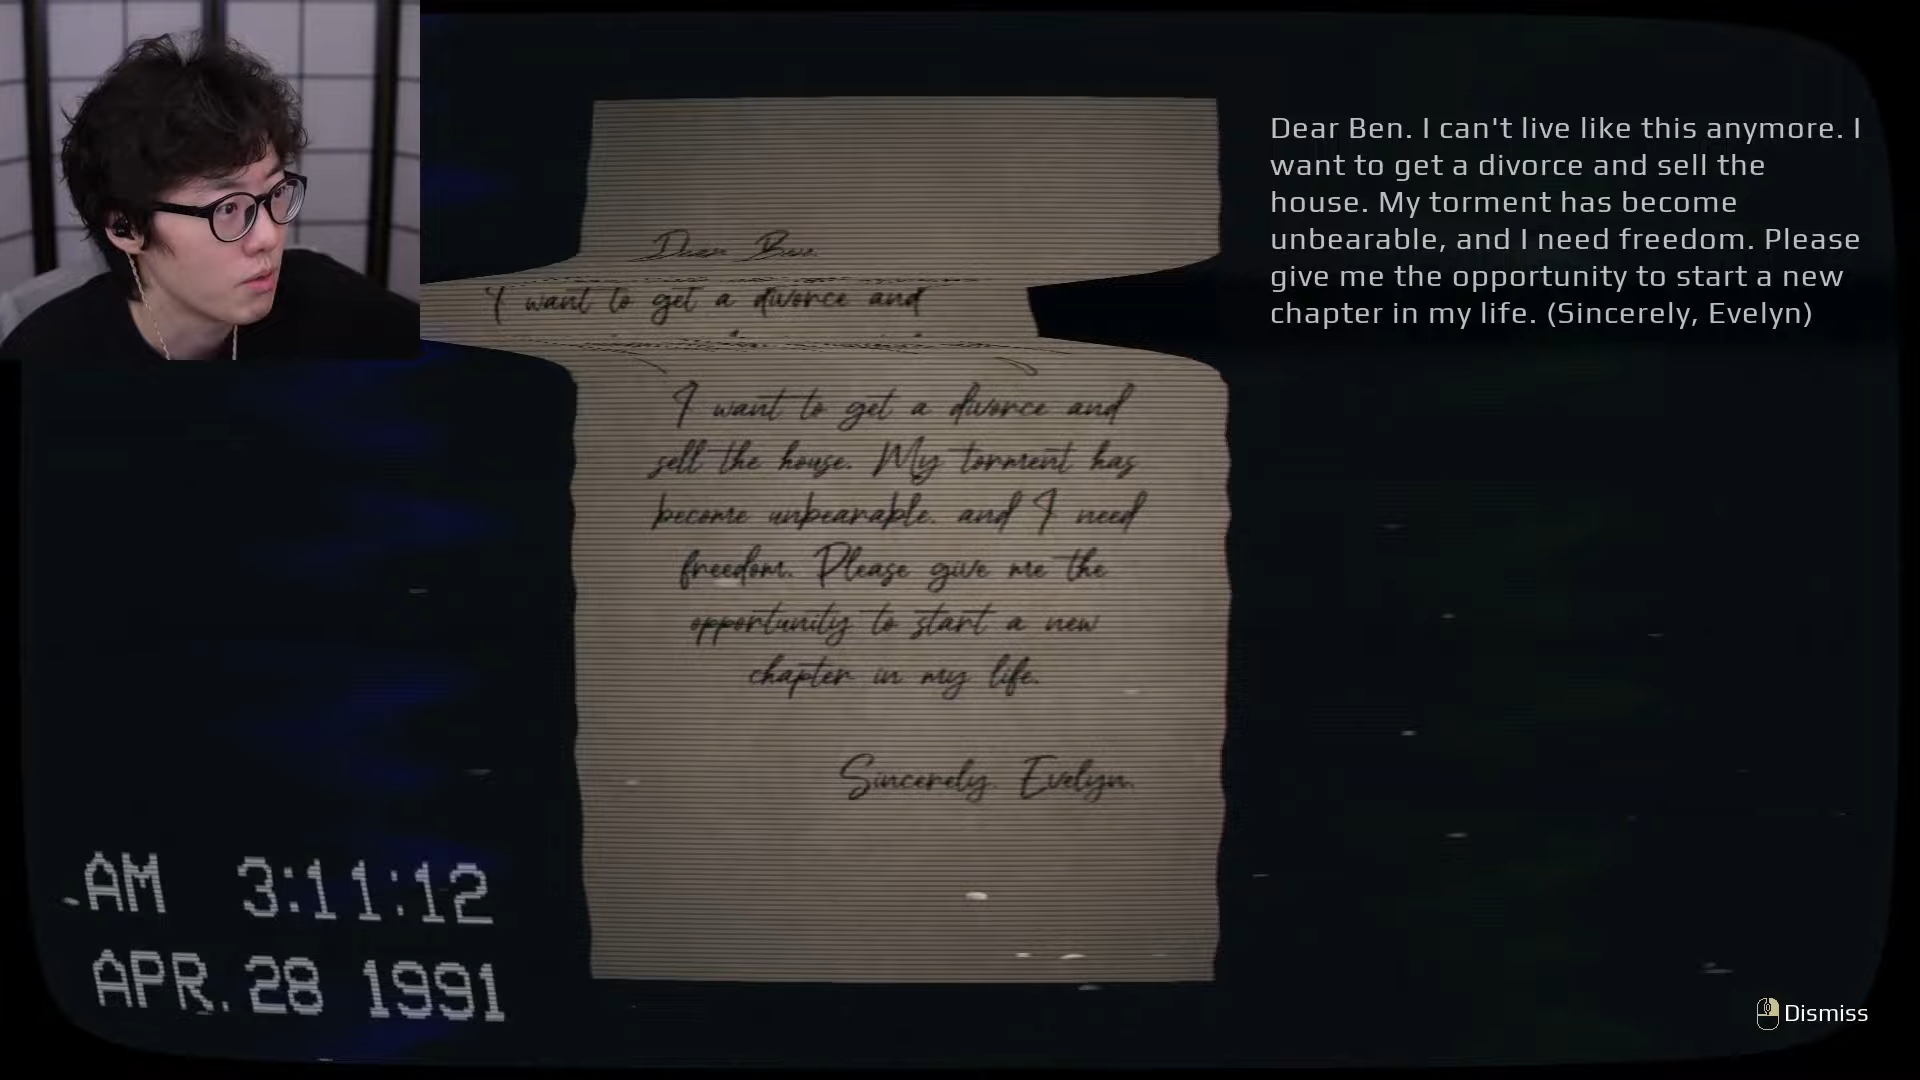 Dear Ben.
I want to get a divorce and
I want to get a divorce and
sell the house. My torment has
become unbearable, and I need
freedom. Please give me the
opportunity to start a new
chapter in my life.
Sincerely, Evelyn.
Dear Ben. I can't live like this anymore. I
want to get a divorce and sell the
house. My torment has become
unbearable, and I need freedom. Please
give me the opportunity to start a new
chapter in my life. (Sincerely, Evelyn)
AM 3:11:12
APR. 28 1991
Dismiss